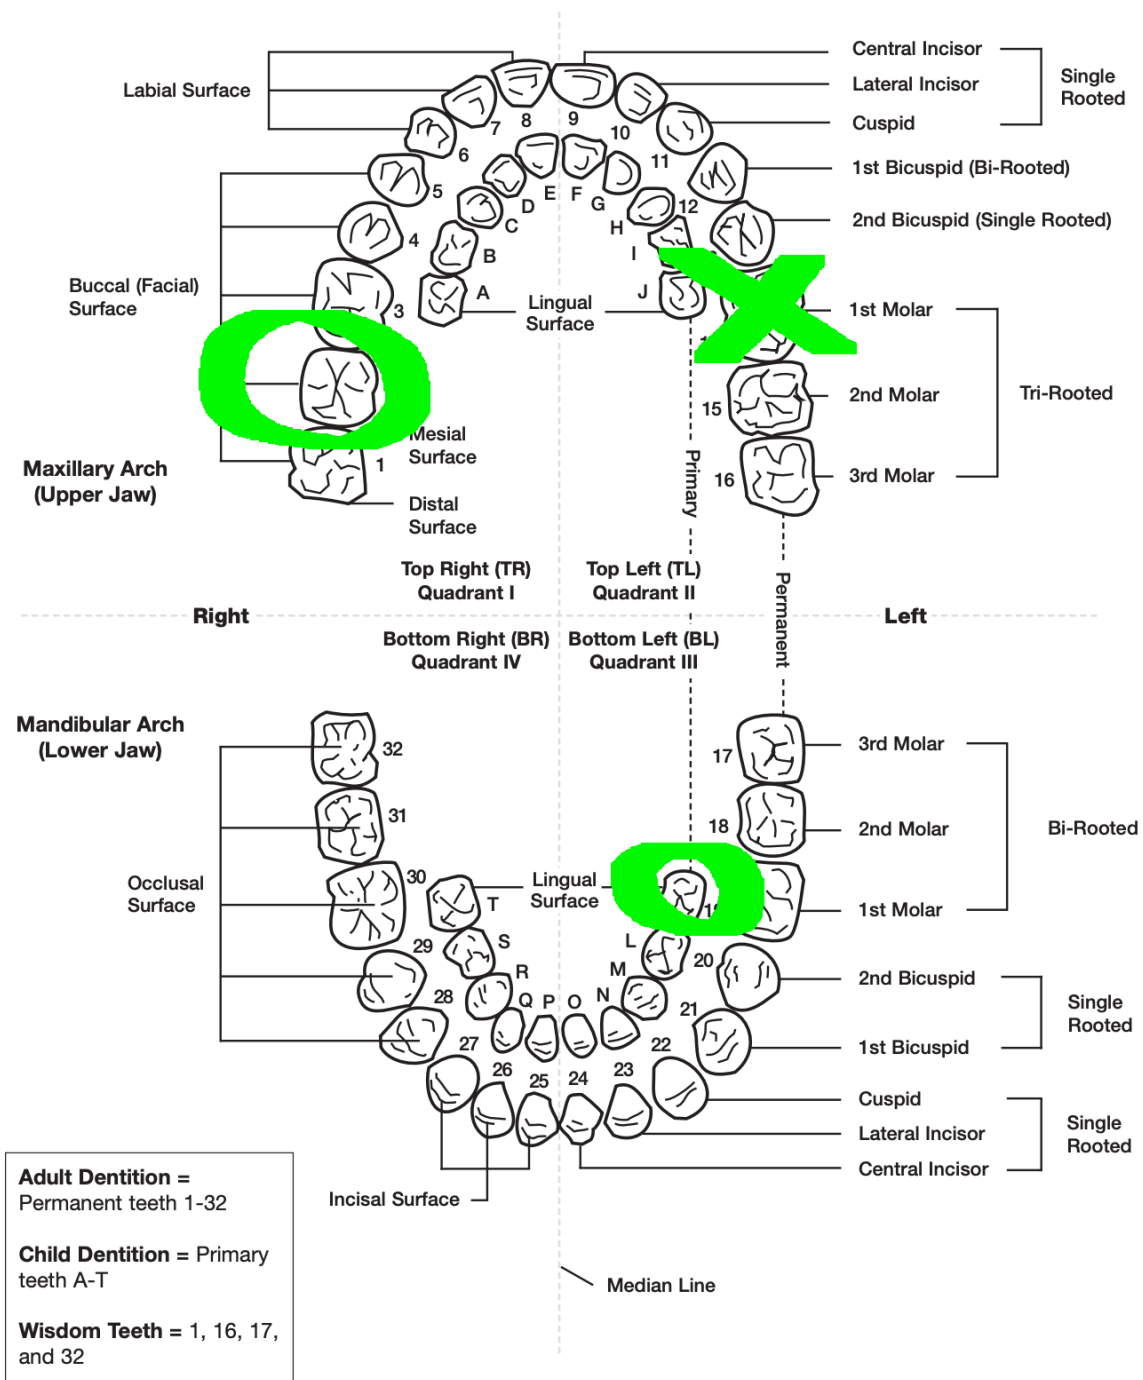 Central Incisor
Lateral Incisor
Cuspid
Single
Rooted
Labial Surface
1st Bicuspid (Bi-Rooted)
2nd Bicuspid (Single Rooted)
Buccal (Facial)
Surface
1st Molar
2nd Molar
3rd Molar
Tri-Rooted
Lingual
Surface
Mesial
Surface
Distal
Surface
Maxillary Arch
(Upper Jaw)
8
9
7
10
6
11
5
12
4
3
15
1
16
E
F
D
G
C
H
B
I
A
J
Primary
Permanent
Top Right (TR)
Quadrant I
Top Left (TL)
Quadrant II
Right
Left
Bottom Right (BR)
Quadrant IV
Bottom Left (BL)
Quadrant III
Mandibular Arch
(Lower Jaw)
32
17
31
18
30
29
20
28
21
27
22
26
23
25
24
T
S
L
R
M
Q
P
O
N
3rd Molar
2nd Molar
1st Molar
Bi-Rooted
Occlusal
Surface
Lingual
Surface
2nd Bicuspid
1st Bicuspid
Single
Rooted
Cuspid
Lateral Incisor
Central Incisor
Single
Rooted
Incisal Surface
Median Line
Adult Dentition =
Permanent teeth 1-32
Child Dentition = Primary
teeth A-T
Wisdom Teeth = 1, 16, 17,
and 32